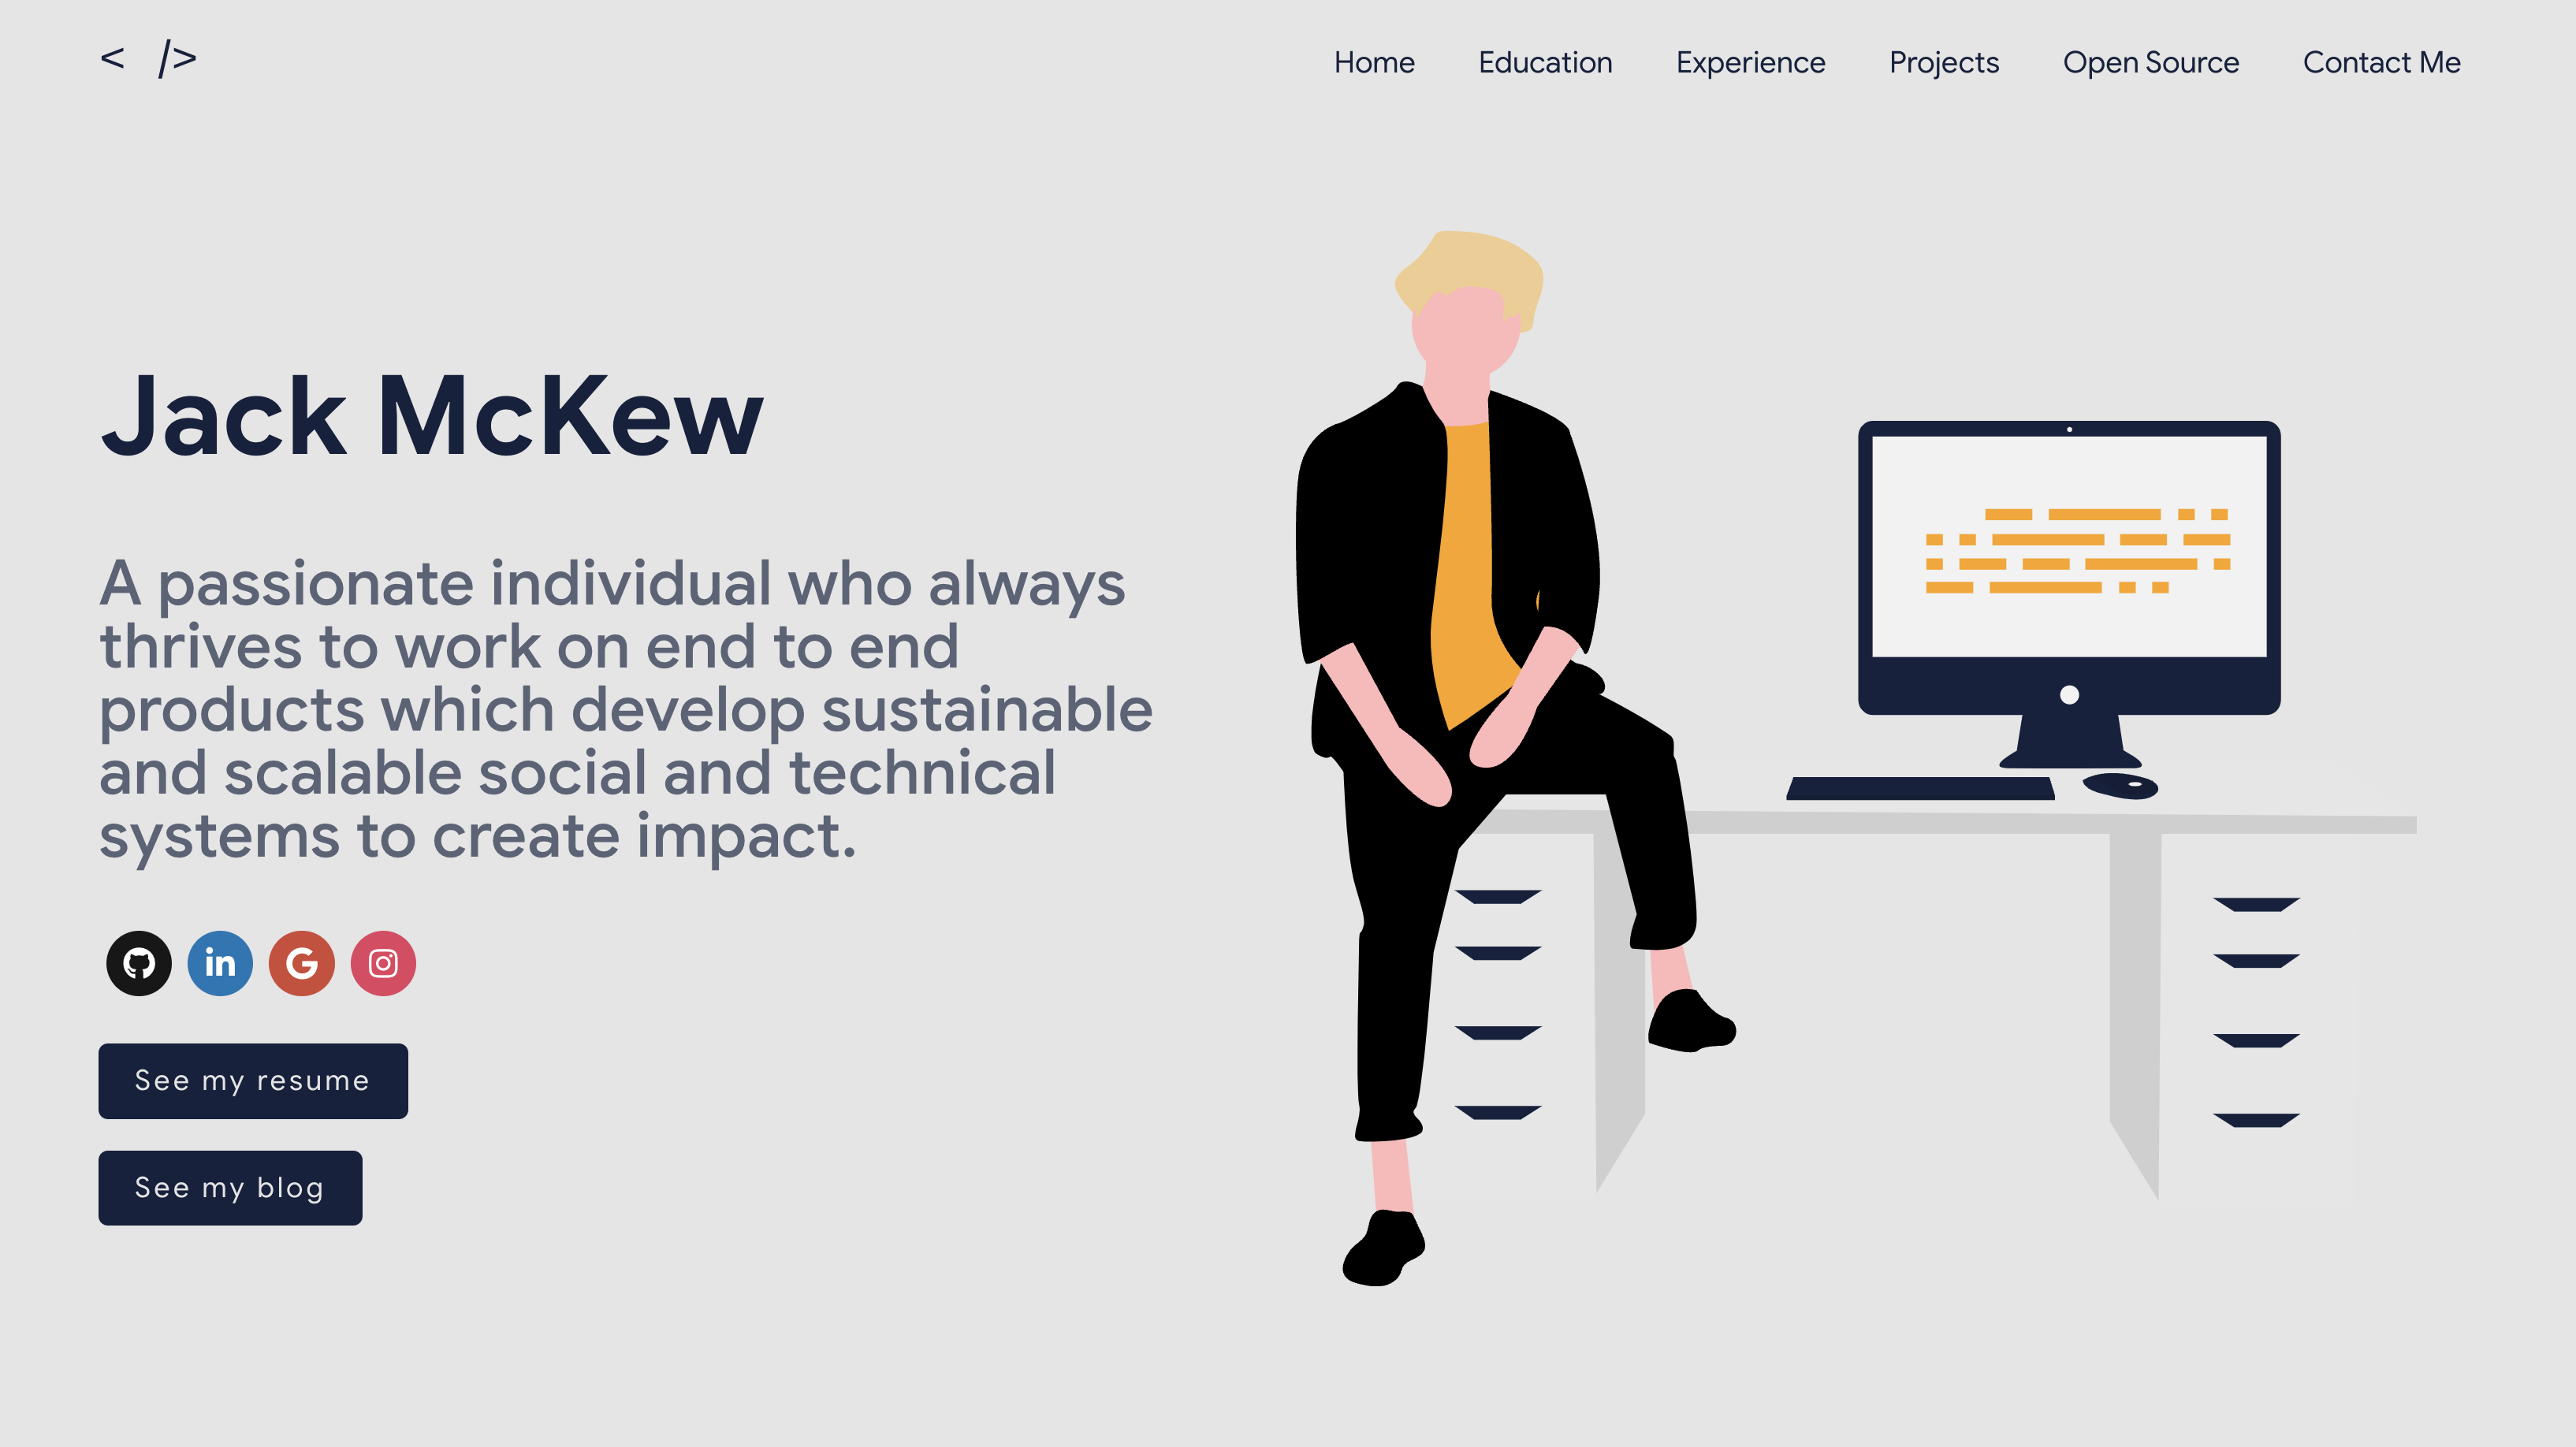 < />
Home Education Experience Projects Open Source Contact Me
Jack McKew
A passionate individual who always
thrives to work on end to end
products which develop sustainable
and scalable social and technical
systems to create impact.
in G
See my resume
See my blog